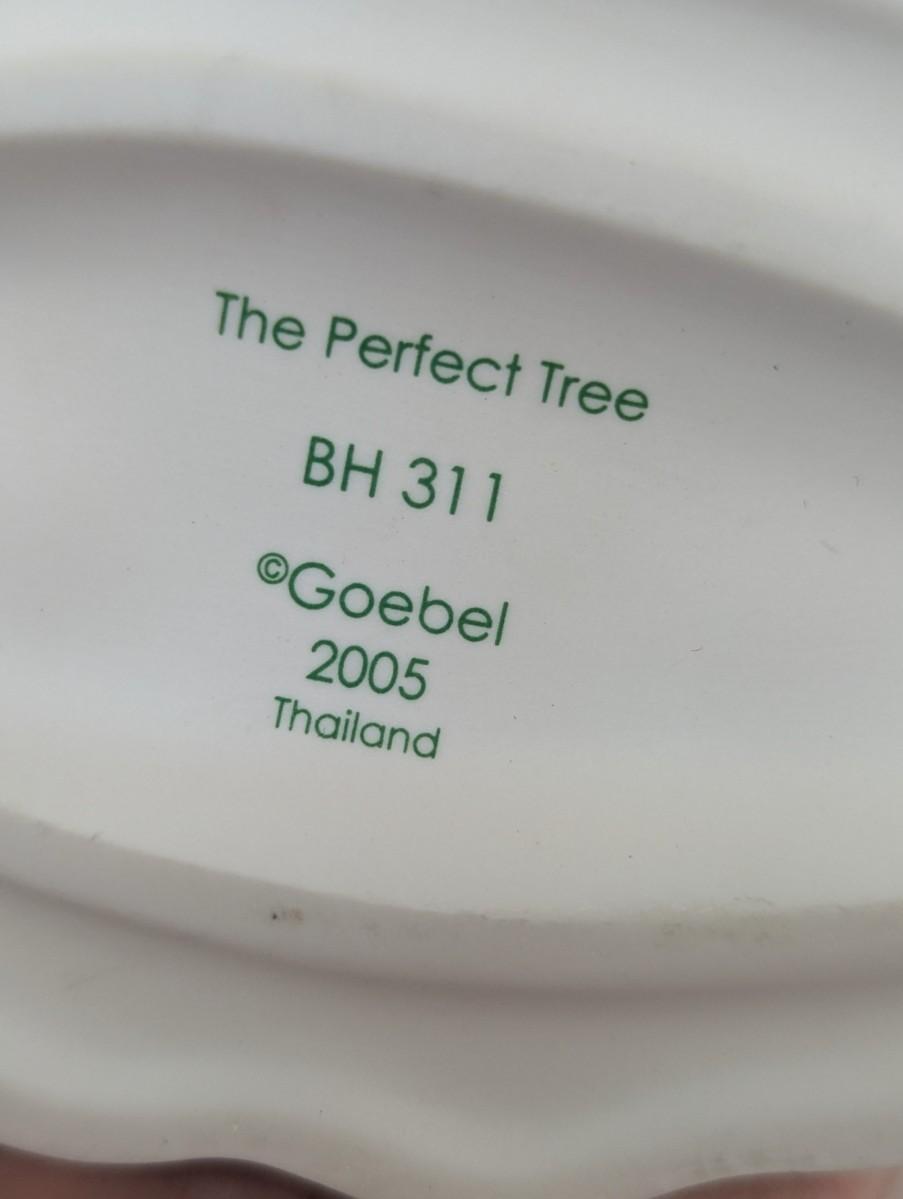 The Perfect Tree
BH 311
©Goebel
2005
Thailand